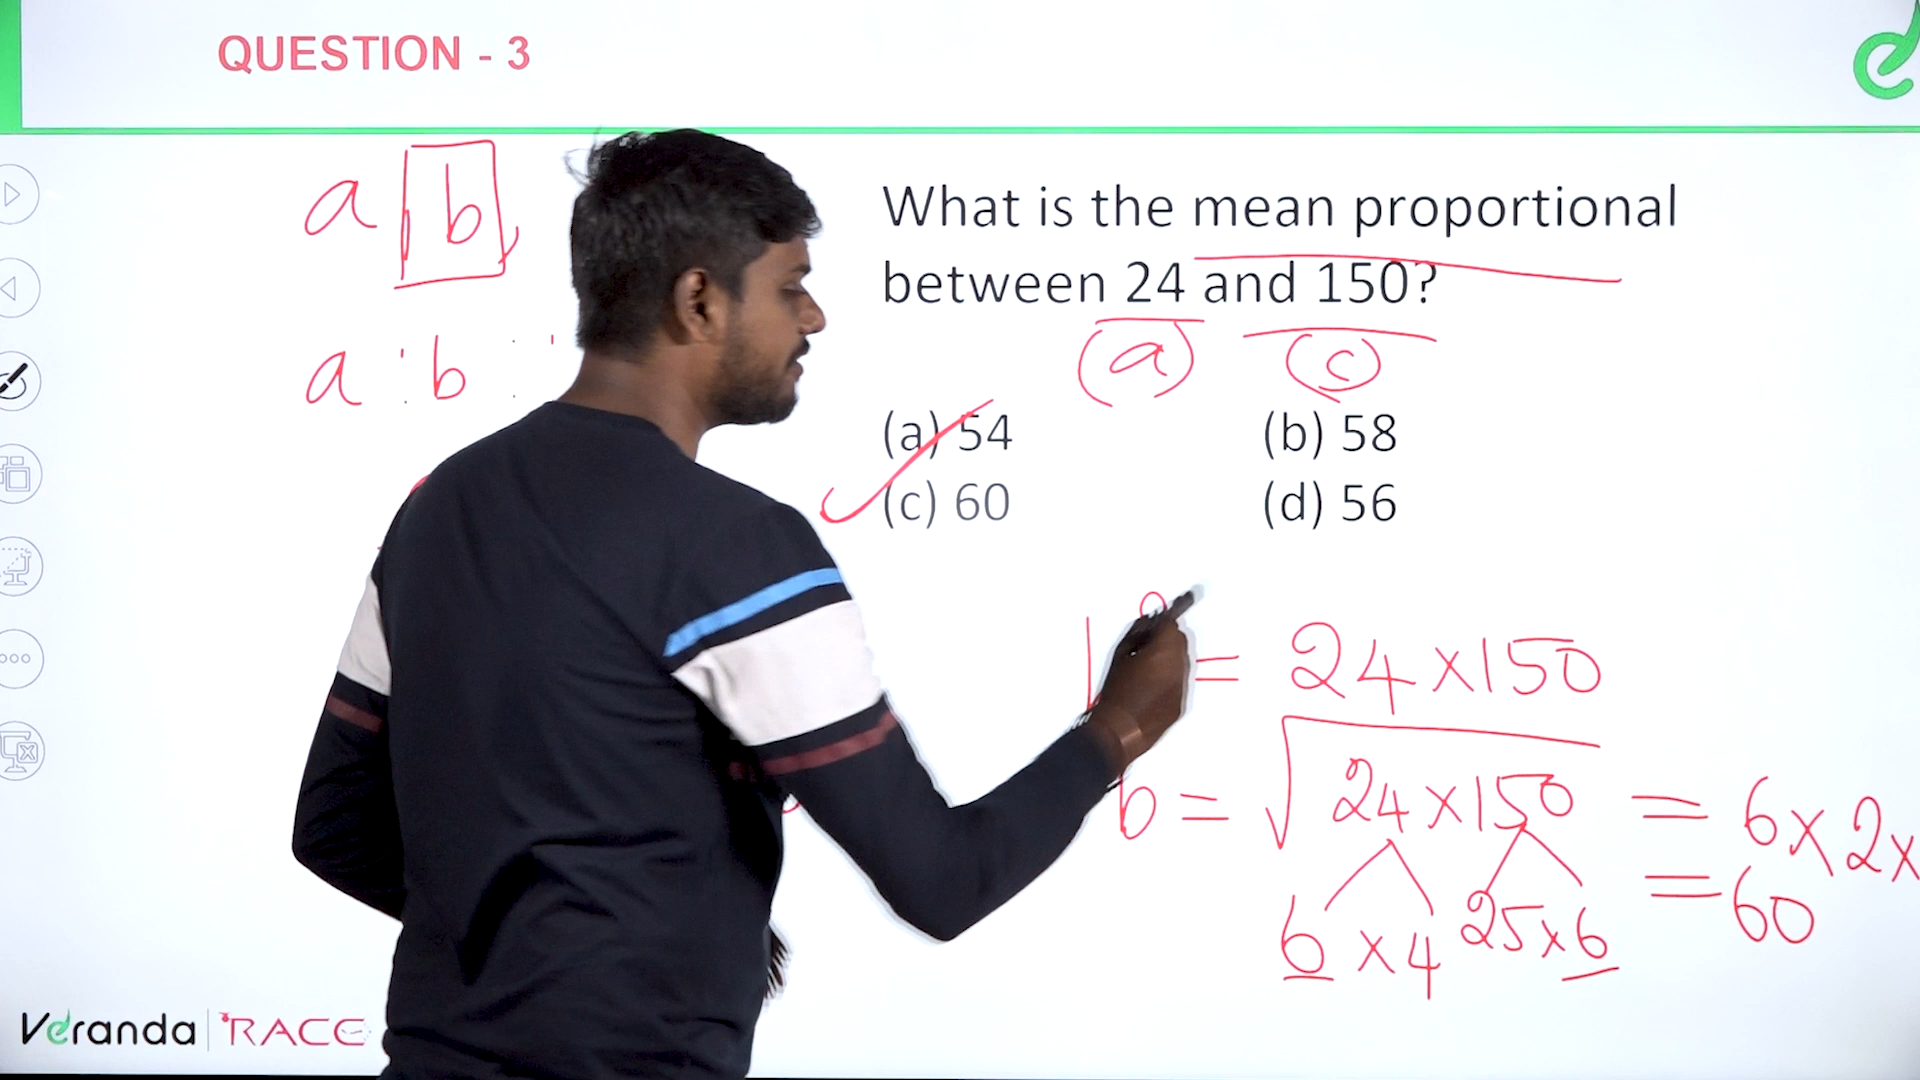 QUESTION - 3
a b ,
What is the mean proportional
between 24 and 150?
a : b :
(a) (c)
(a) 54 (b) 58
(c) 60 (d) 56
= 24 × 150
b = √24 × 150 = 6 × 2 ×
= 60
6 × 4 25 × 6
Veranda RACE